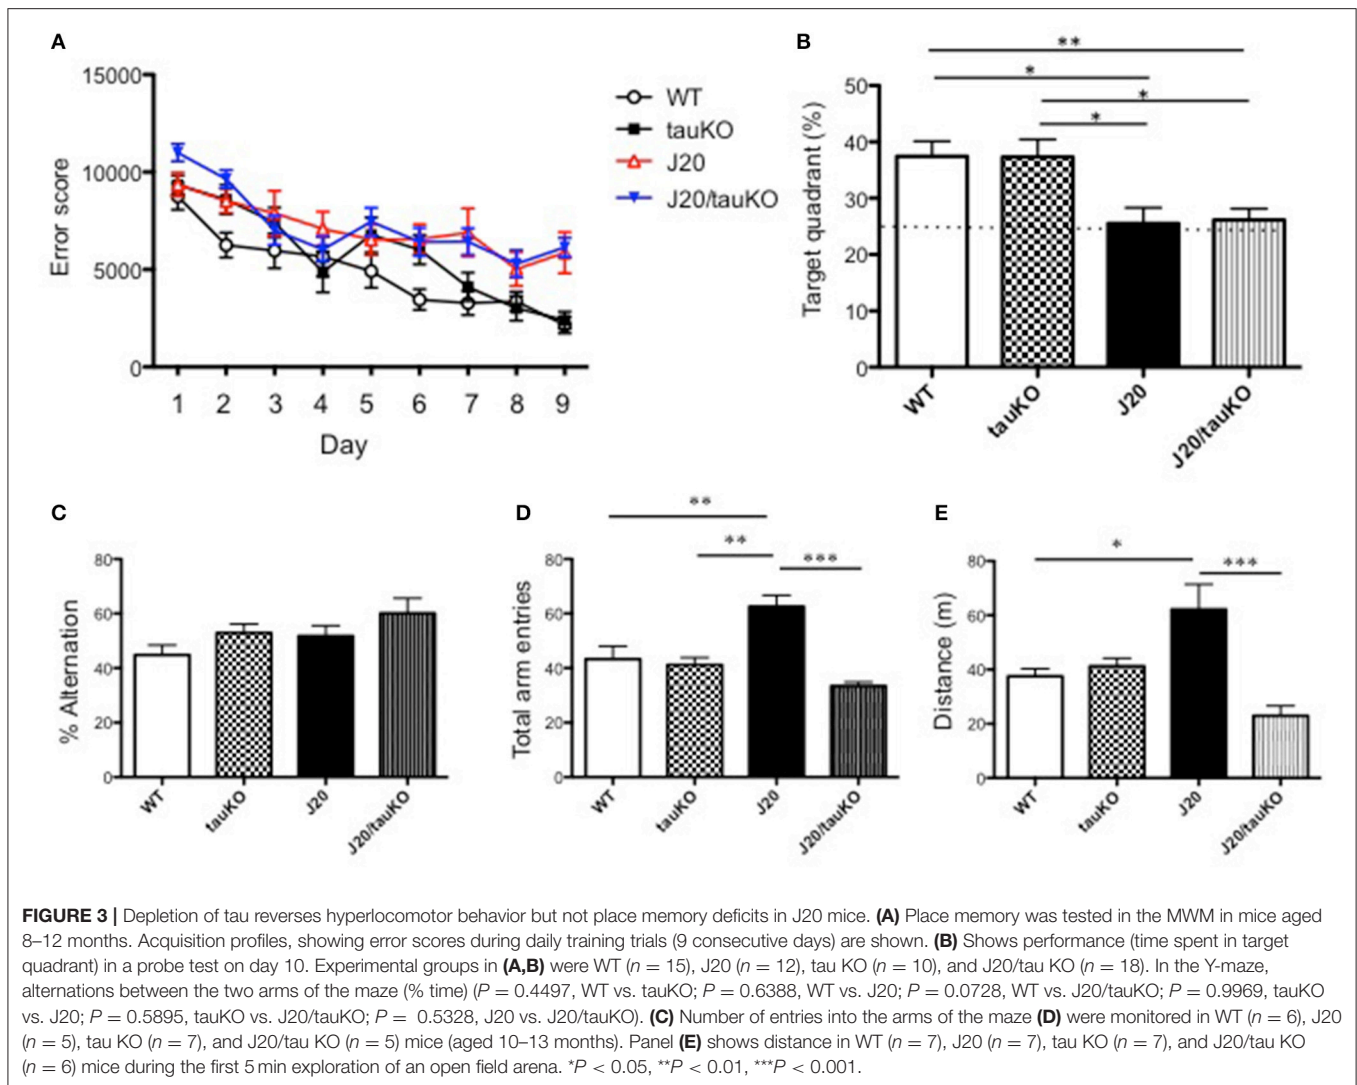 A
15000
10000
5000
0
Error score
1 2 3 4 5 6 7 8 9
Day
WT
tauKO
J20
J20/tauKO
B
**
*
*
*
50
40
30
20
10
0
Target quadrant (%)
WT
tauKO
J20
J20/tauKO
C
80
60
40
20
0
% Alternation
WT
tauKO
J20
J20/tauKO
D
**
**
***
80
60
40
20
0
Total arm entries
WT
tauKO
J20
J20/tauKO
E
*
***
80
60
40
20
0
Distance (m)
WT
tauKO
J20
J20/tauKO
FIGURE 3 | Depletion of tau reverses hyperlocomotor behavior but not place memory deficits in J20 mice. (A) Place memory was tested in the MWM in mice aged
8–12 months. Acquisition profiles, showing error scores during daily training trials (9 consecutive days) are shown. (B) Shows performance (time spent in target
quadrant) in a probe test on day 10. Experimental groups in (A,B) were WT (n = 15), J20 (n = 12), tau KO (n = 10), and J20/tau KO (n = 18). In the Y-maze,
alternations between the two arms of the maze (% time) (P = 0.4497, WT vs. tauKO; P = 0.6388, WT vs. J20; P = 0.0728, WT vs. J20/tauKO; P = 0.9969, tauKO
vs. J20; P = 0.5895, tauKO vs. J20/tauKO; P = 0.5328, J20 vs. J20/tauKO). (C) Number of entries into the arms of the maze (D) were monitored in WT (n = 6), J20
(n = 5), tau KO (n = 7), and J20/tau KO (n = 5) mice (aged 10–13 months). Panel (E) shows distance in WT (n = 7), J20 (n = 7), tau KO (n = 7), and J20/tau KO
(n = 6) mice during the first 5 min exploration of an open field arena. *P < 0.05, **P < 0.01, ***P < 0.001.